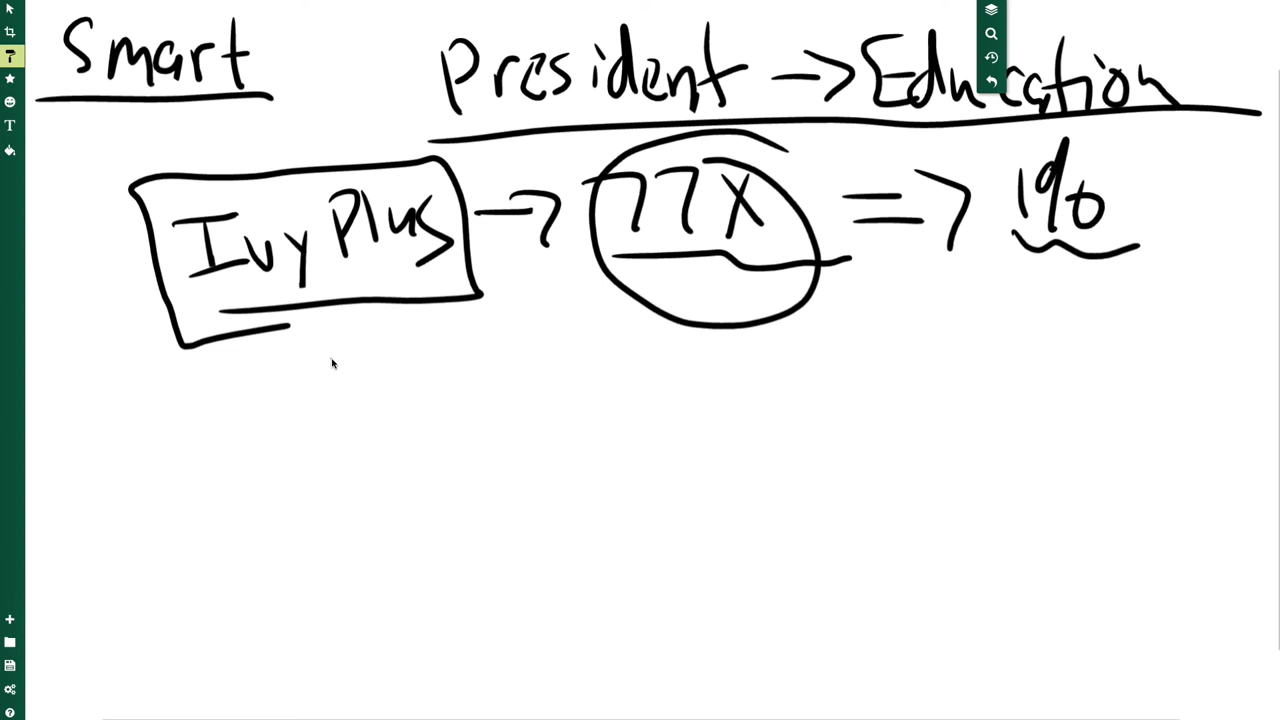 Smart
President → Education
Ivy Plus → 77X ⇒ 1%
T
?